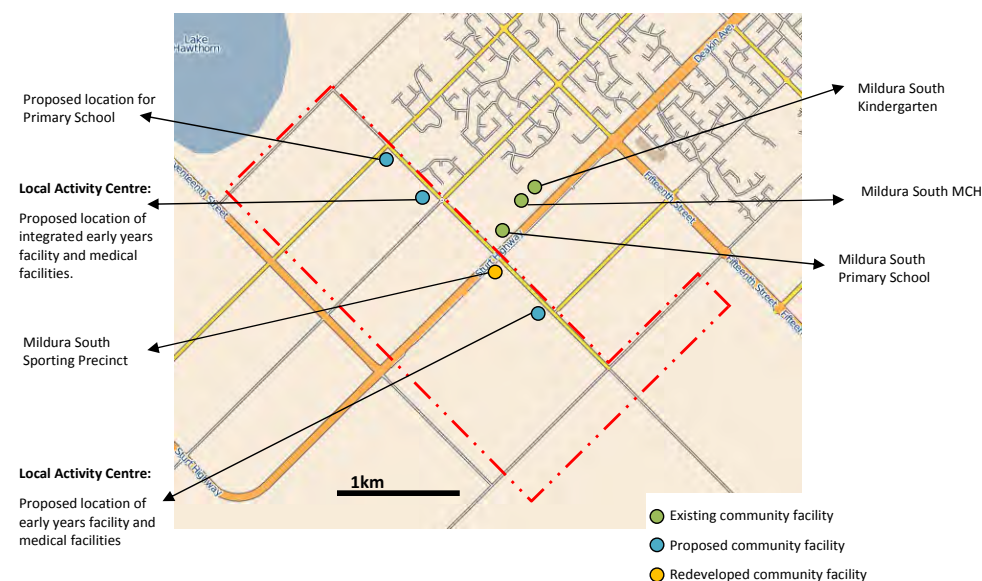 Lake
Hawthorn
Deakin Ave
Proposed location for
Primary School
Local Activity Centre:
Proposed location of
integrated early years
facility and medical
facilities.
Mildura South
Sporting Precinct
Local Activity Centre:
Proposed location of
early years facility and
medical facilities
Mildura South
Kindergarten
Mildura South MCH
Mildura South
Primary School
venteenth Street
Sturt Highway
Fifteenth Street
Fifteenth Street
Fifteen
Sturt Highway
1km
Existing community facility
Proposed community facility
Redeveloped community facility